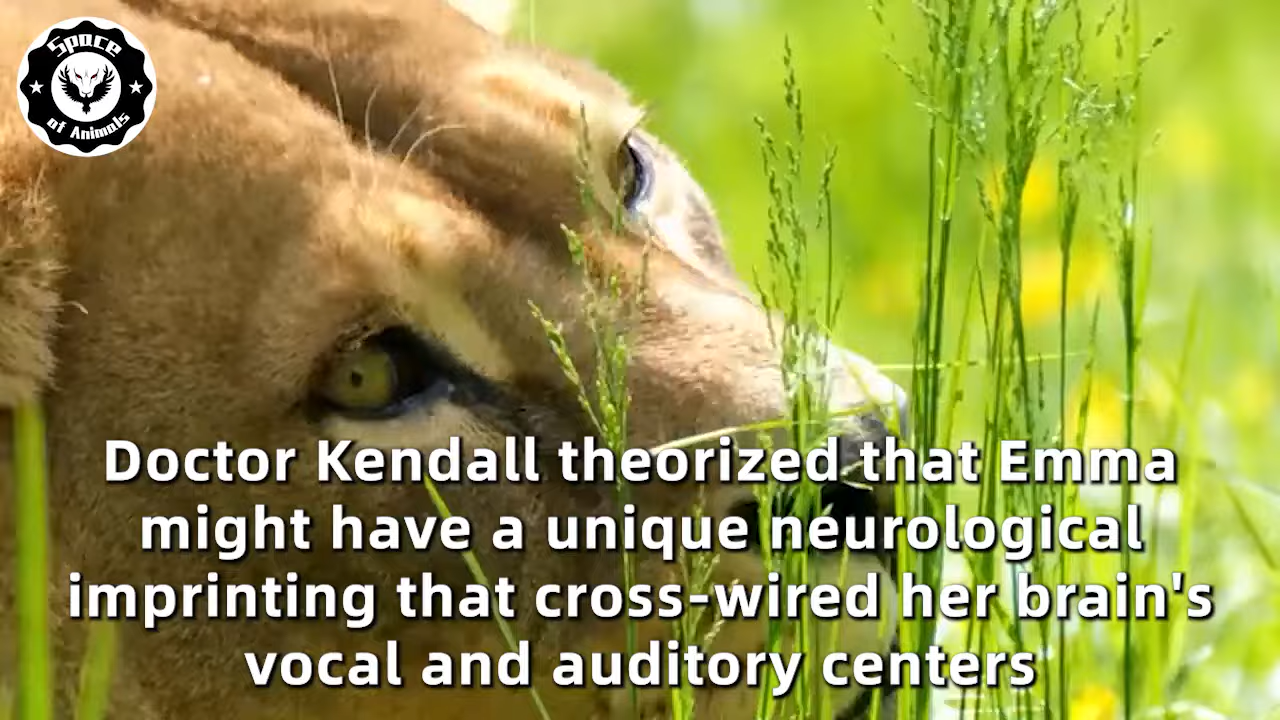 Space
of Animals
Doctor Kendall theorized that Emma
might have a unique neurological
imprinting that cross-wired her brain's
vocal and auditory centers